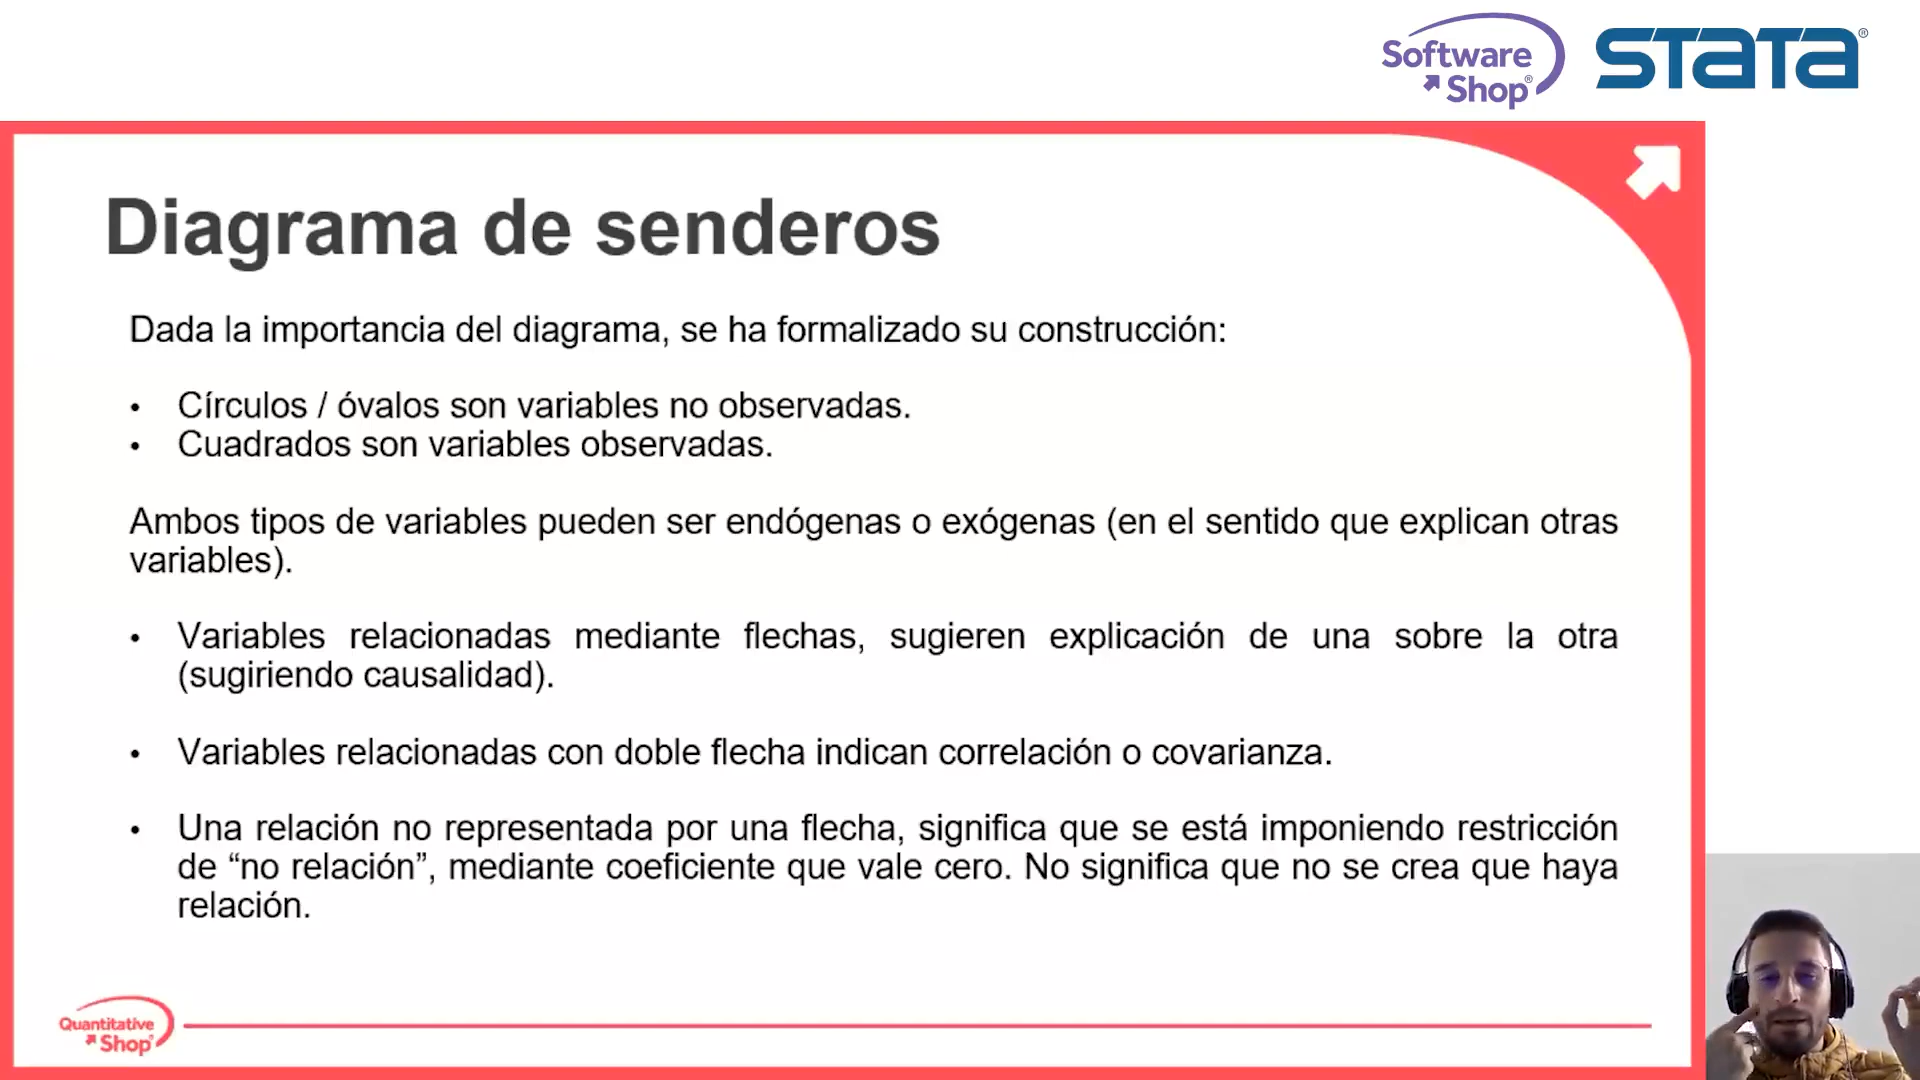 Software
Shop®
STATA®
Diagrama de senderos
Dada la importancia del diagrama, se ha formalizado su construcción:
• Círculos / óvalos son variables no observadas.
• Cuadrados son variables observadas.
Ambos tipos de variables pueden ser endógenas o exógenas (en el sentido que explican otras
variables).
• Variables relacionadas mediante flechas, sugieren explicación de una sobre la otra
(sugiriendo causalidad).
• Variables relacionadas con doble flecha indican correlación o covarianza.
• Una relación no representada por una flecha, significa que se está imponiendo restricción
de “no relación”, mediante coeficiente que vale cero. No significa que no se crea que haya
relación.
Quantitative
Shop